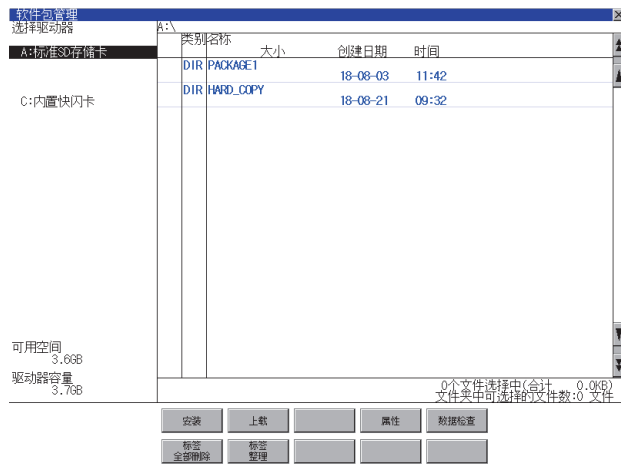 软件包管理
选择驱动器
A:\
类别 名称
大小 创建日期 时间
A:标准SD存储卡
DIR PACKAGE1
18-08-03 11:42
DIR HARD_COPY
C:内置快闪卡
18-08-21 09:32
可用空间
3.6GB
驱动器容量
3.7GB
0个文件选择中(合计 0.0KB)
文件夹中可选择的文件数:0 文件
安装 上载 属性 数据检查
标签 标签
全部删除 整理